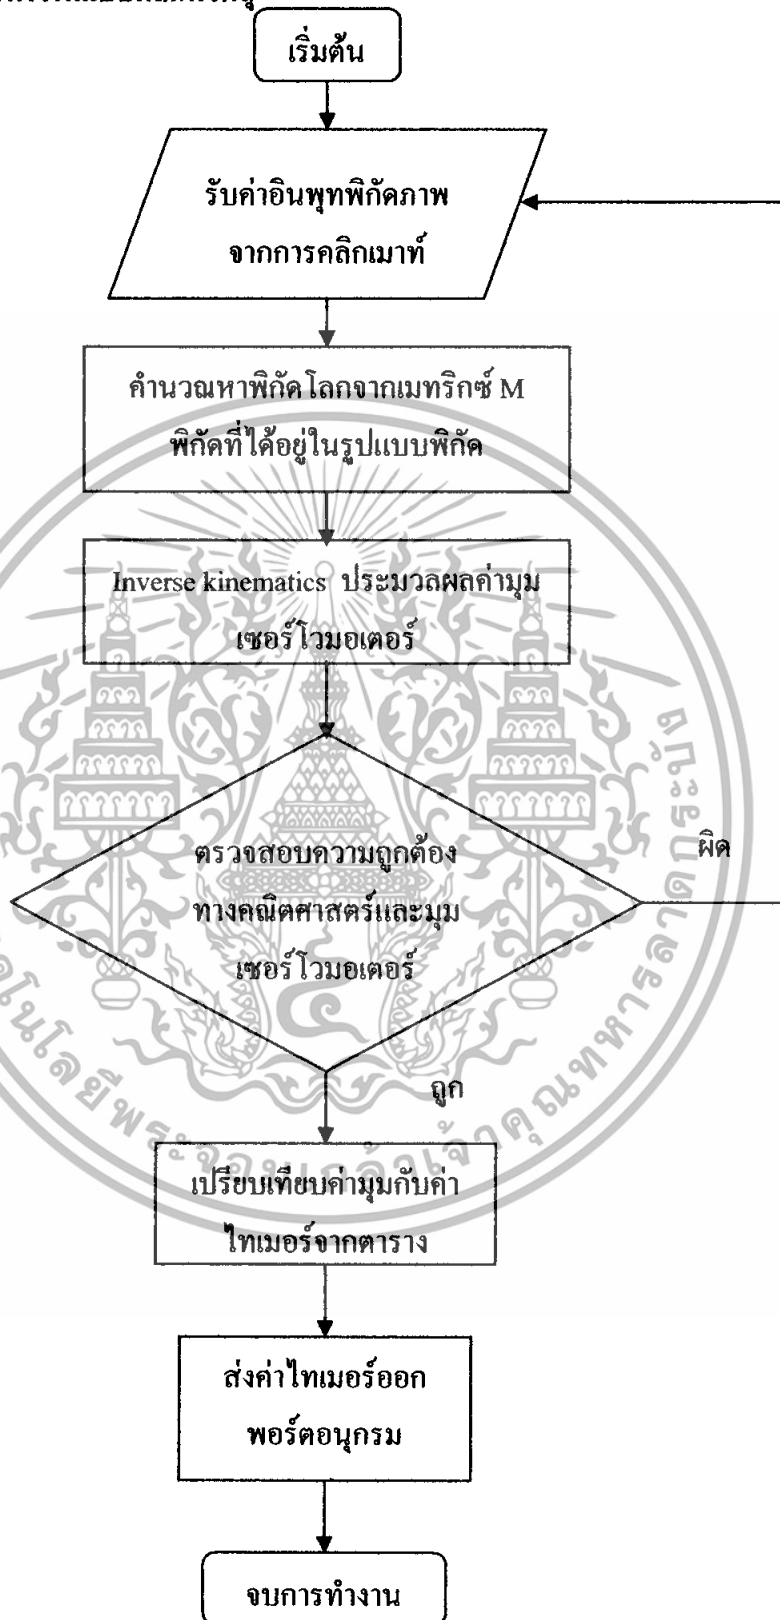 เริ่มต้น
รับค่าอินพุทพิกัดภาพ
จากการคลิกเมาท์
คำนวณหาพิกัดโลกจากเมทริกซ์ M
พิกัดที่ได้อยู่ในรูปแบบพิกัด
Inverse kinematics ประมวลผลค่ามุม
เซอร์โวมอเตอร์
ตรวจสอบความถูกต้อง
ทางคณิตศาสตร์และมุม
เซอร์โวมอเตอร์
ผิด
ถูก
เปรียบเทียบค่ามุมกับค่า
ไทเมอร์จากตาราง
ส่งค่าไทเมอร์ออก
พอร์ตอนุกรม
จบการทำงาน